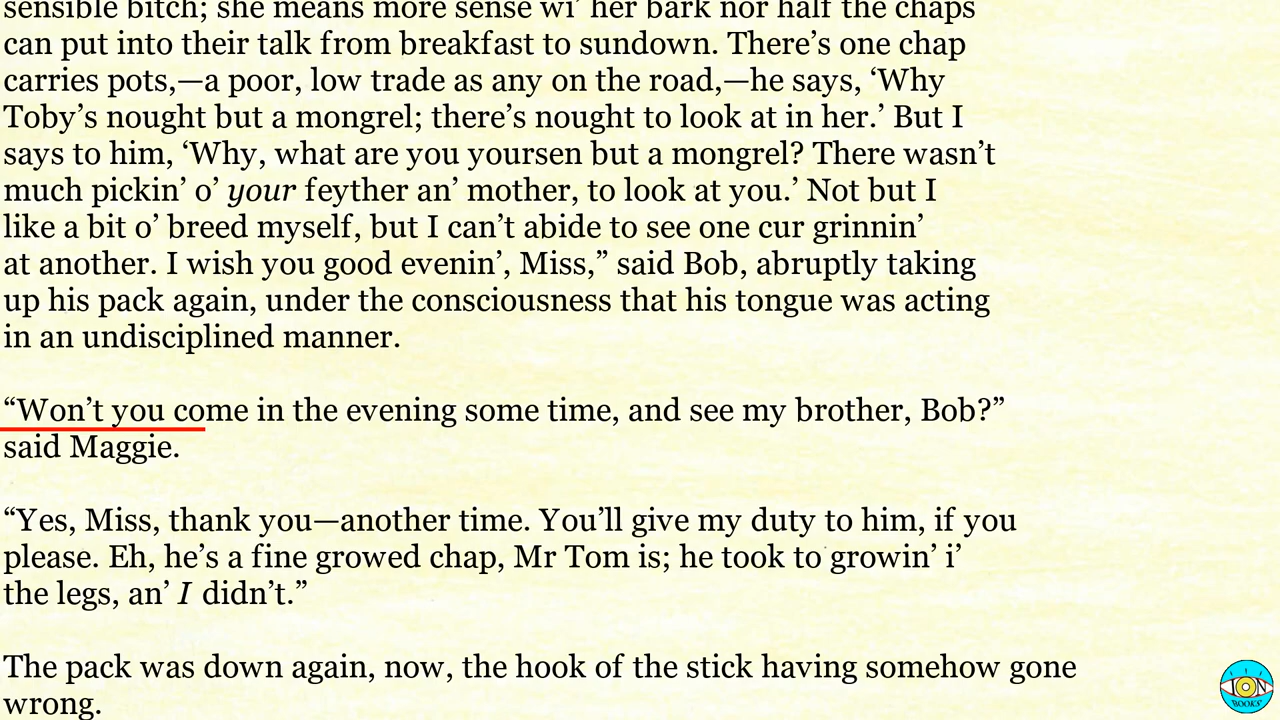 sensible bitch; she means more sense wi’ her bark nor half the chaps
can put into their talk from breakfast to sundown. There’s one chap
carries pots,—a poor, low trade as any on the road,—he says, ‘Why
Toby’s nought but a mongrel; there’s nought to look at in her.’ But I
says to him, ‘Why, what are you yoursen but a mongrel? There wasn’t
much pickin’ o’ your feyther an’ mother, to look at you.’ Not but I
like a bit o’ breed myself, but I can’t abide to see one cur grinnin’
at another. I wish you good evenin’, Miss,” said Bob, abruptly taking
up his pack again, under the consciousness that his tongue was acting
in an undisciplined manner.
“Won’t you come in the evening some time, and see my brother, Bob?”
said Maggie.
“Yes, Miss, thank you—another time. You’ll give my duty to him, if you
please. Eh, he’s a fine growed chap, Mr Tom is; he took to growin’ i’
the legs, an’ I didn’t.”
The pack was down again, now, the hook of the stick having somehow gone
wrong.
ION
BOOKS